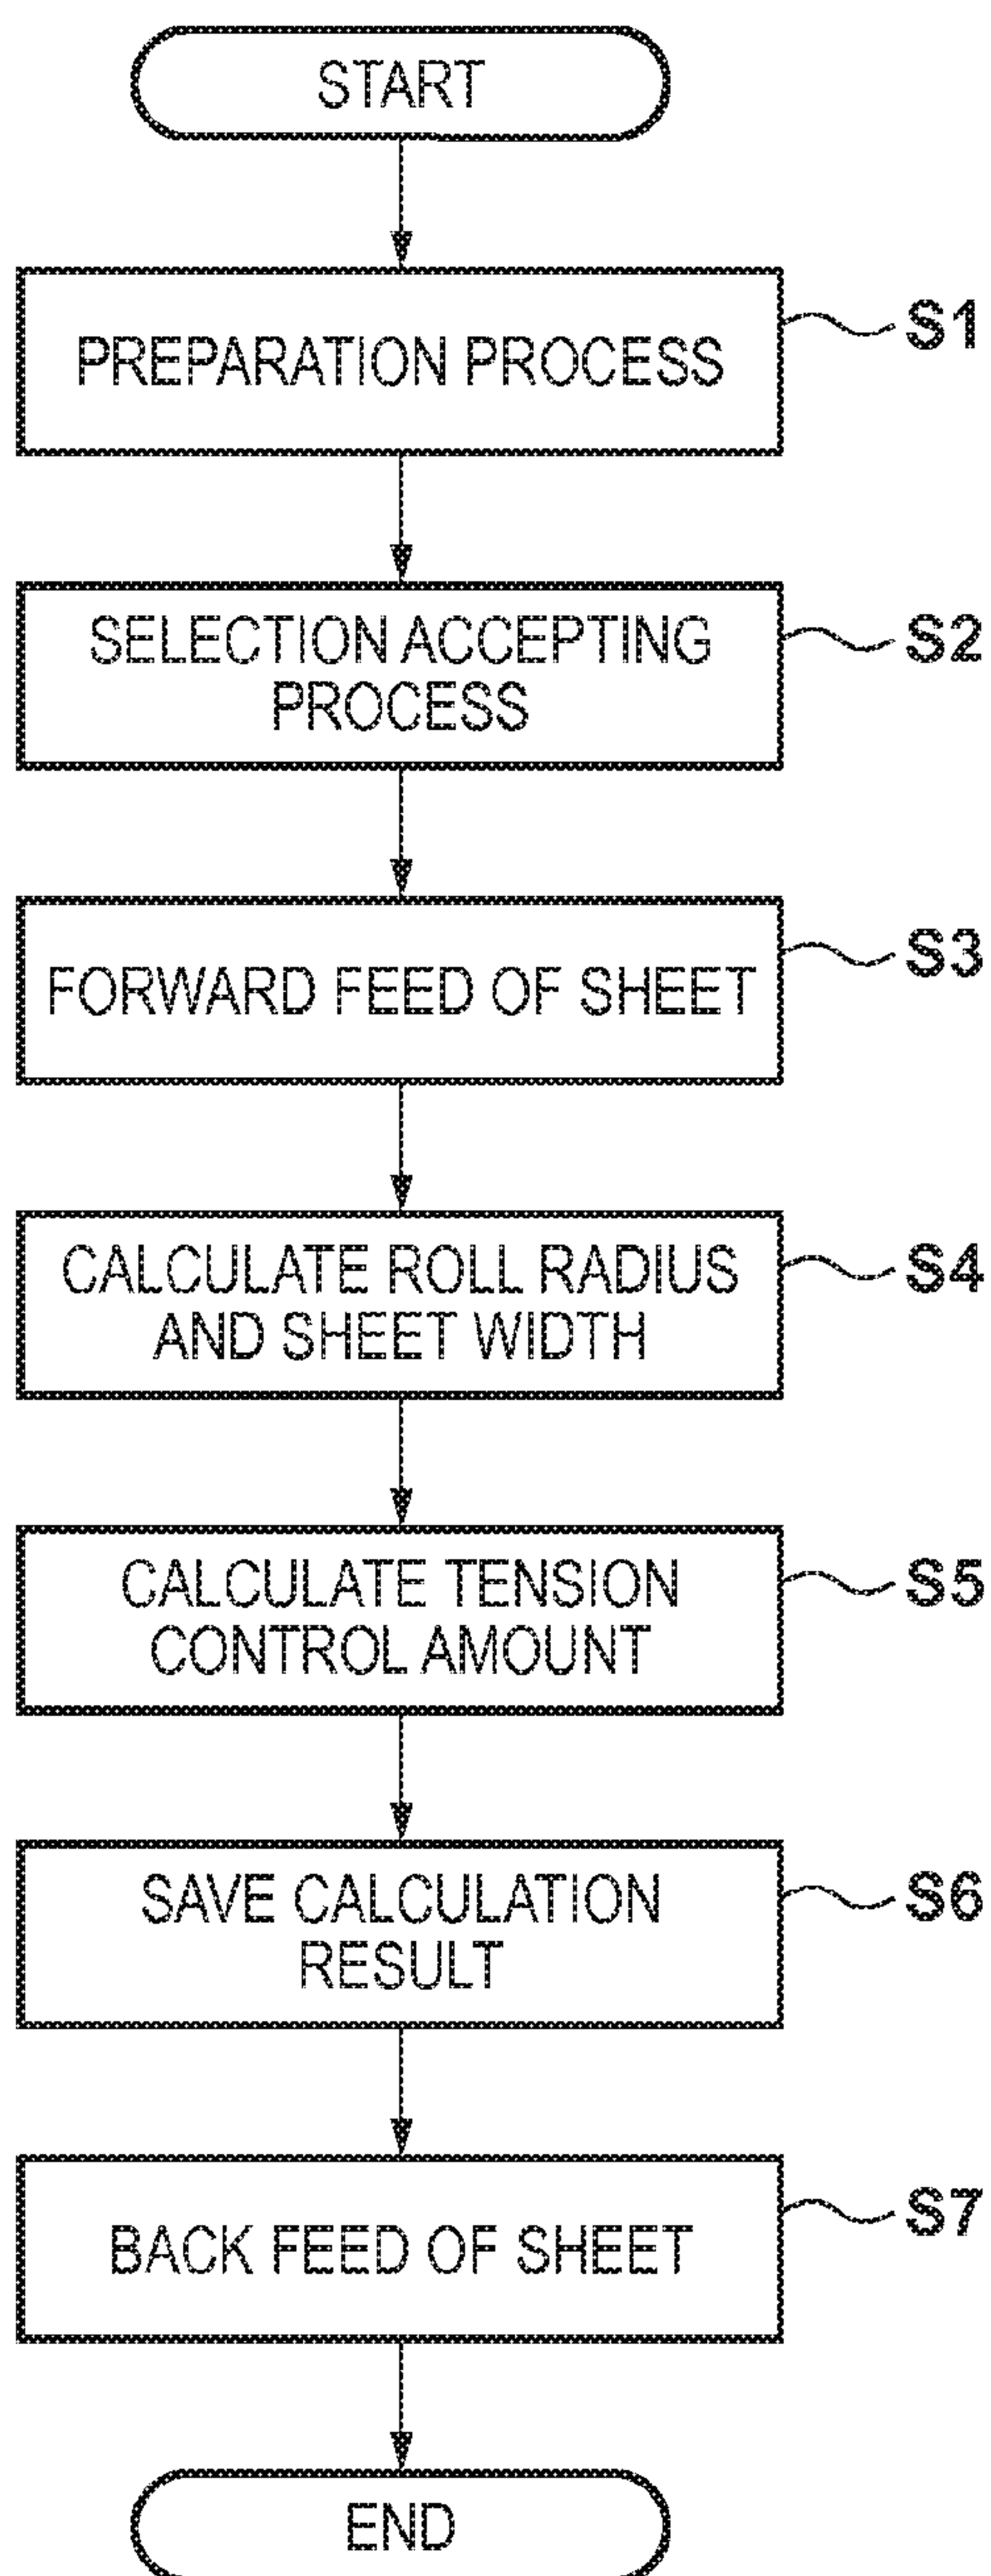 START
PREPARATION PROCESS
S1
SELECTION ACCEPTING
PROCESS
S2
FORWARD FEED OF SHEET
S3
CALCULATE ROLL RADIUS
AND SHEET WIDTH
S4
CALCULATE TENSION
CONTROL AMOUNT
S5
SAVE CALCULATION
RESULT
S6
BACK FEED OF SHEET
S7
END